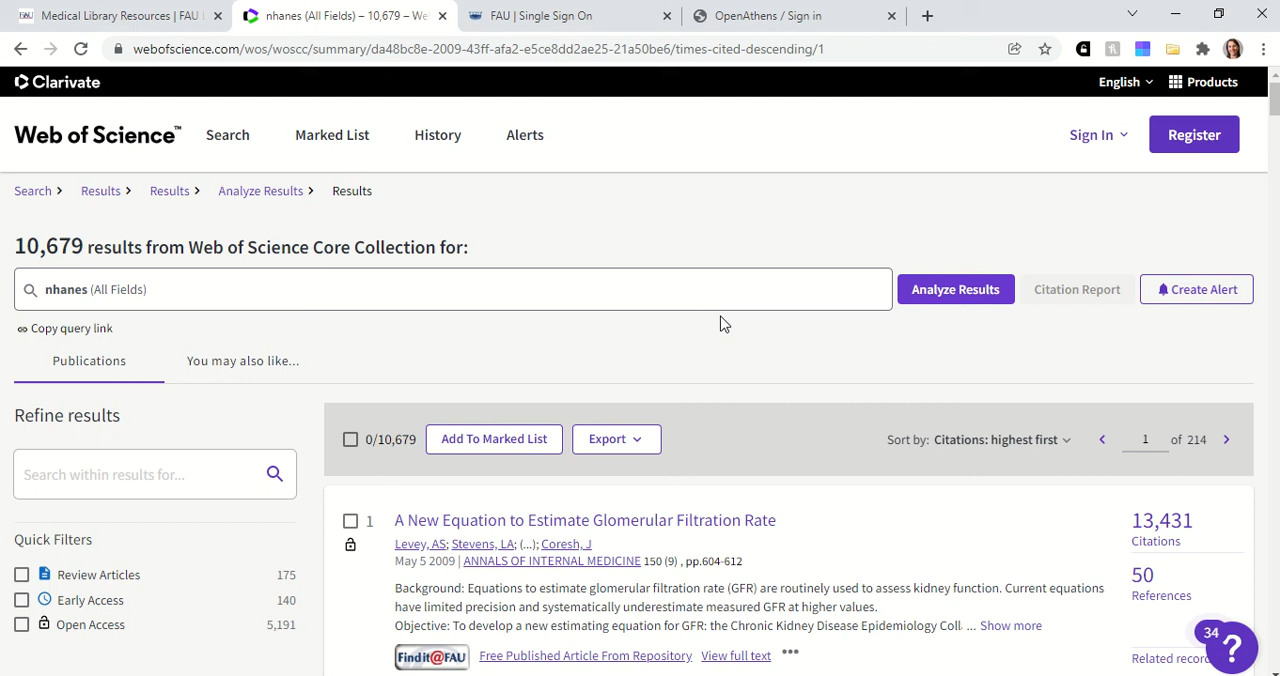 Medical Library Resources | FAU
nhanes (All Fields) – 10,679 – We
FAU | Single Sign On
OpenAthens / Sign in
webofscience.com/wos/woscc/summary/da48bc8e-2009-43ff-afa2-e5ce8dd2ae25-21a50be6/times-cited-descending/1
Clarivate
English
Products
Web of Science™
Search
Marked List
History
Alerts
Sign In
Register
Search > Results > Results > Analyze Results > Results
10,679 results from Web of Science Core Collection for:
nhanes (All Fields)
Analyze Results
Citation Report
Create Alert
Copy query link
Publications
You may also like...
Refine results
Search within results for...
Quick Filters
Review Articles 175
Early Access 140
Open Access 5,191
0/10,679
Add To Marked List
Export
Sort by: Citations: highest first
1 of 214
1
A New Equation to Estimate Glomerular Filtration Rate
Levey, AS; Stevens, LA; (...); Coresh, J
May 5 2009 | ANNALS OF INTERNAL MEDICINE 150 (9) , pp.604-612
Background: Equations to estimate glomerular filtration rate (GFR) are routinely used to assess kidney function. Current equations
have limited precision and systematically underestimate measured GFR at higher values.
Objective: To develop a new estimating equation for GFR: the Chronic Kidney Disease Epidemiology Coll ... Show more
Find it@FAU
Free Published Article From Repository
View full text
13,431
Citations
50
References
Related record
34
?